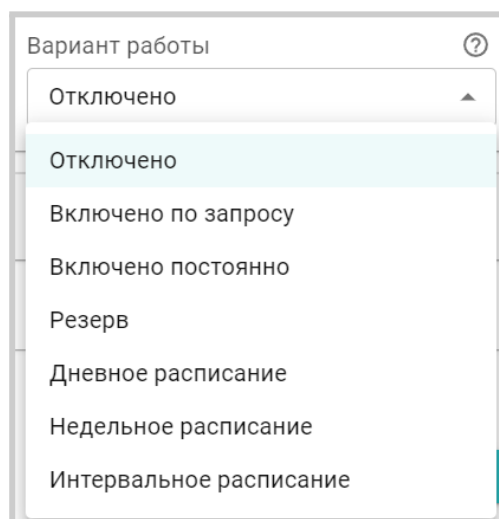 Вариант работы
Отключено
Отключено
Включено по запросу
Включено постоянно
Резерв
Дневное расписание
Недельное расписание
Интервальное расписание